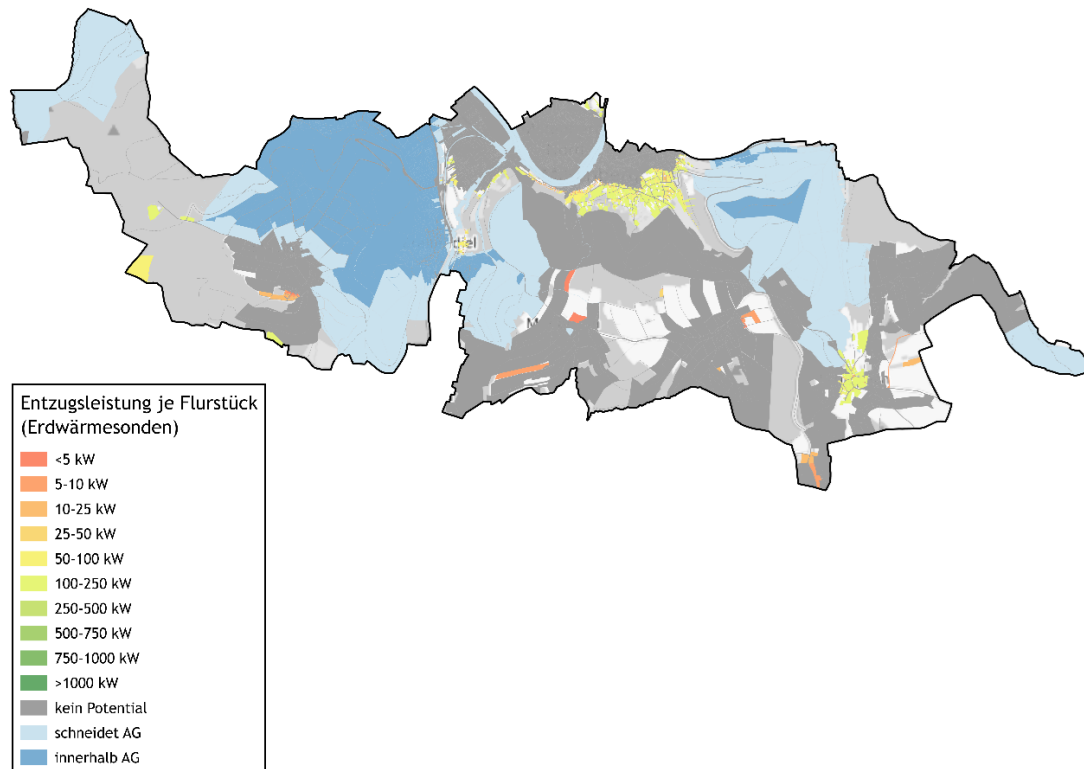 Entzugsleistung je Flurstück
(Erdwärmesonden)
<5 kW
5-10 kW
10-25 kW
25-50 kW
50-100 kW
100-250 kW
250-500 kW
500-750 kW
750-1000 kW
>1000 kW
kein Potential
schneidet AG
innerhalb AG